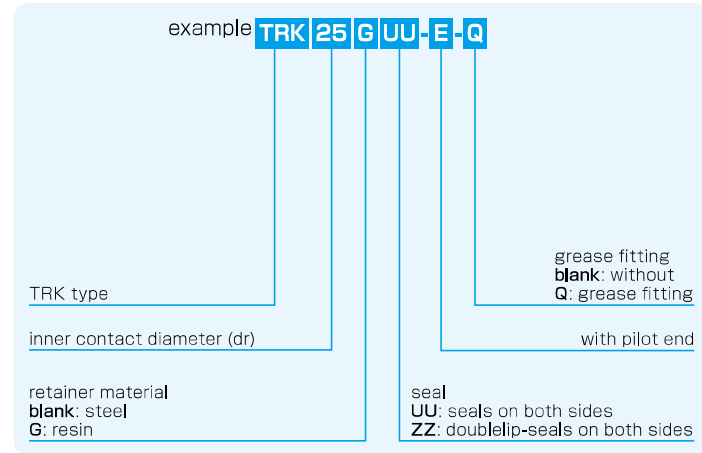 example TRK 25 G UU-E-Q
grease fitting
blank: without
TRK type
Q: grease fitting
inner contact diameter (dr)
with pilot end
retainer material
blank: steel
G: resin
seal
UU: seals on both sides
ZZ: doublelip-seals on both sides